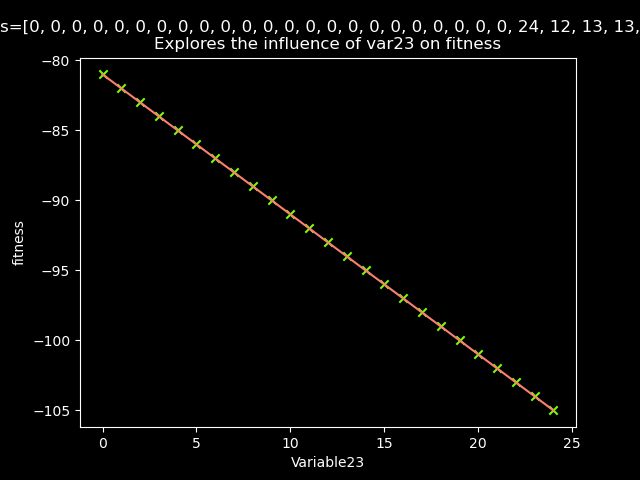 s=[0, 0, 0, 0, 0, 0, 0, 0, 0, 0, 0, 0, 0, 0, 0, 0, 0, 0, 0, 0, 0, 0, 0, 24, 12, 13, 13,
Explores the influence of var23 on fitness
−80
−85
−90
−95
−100
−105
fitness
0 5 10 15 20 25
Variable23